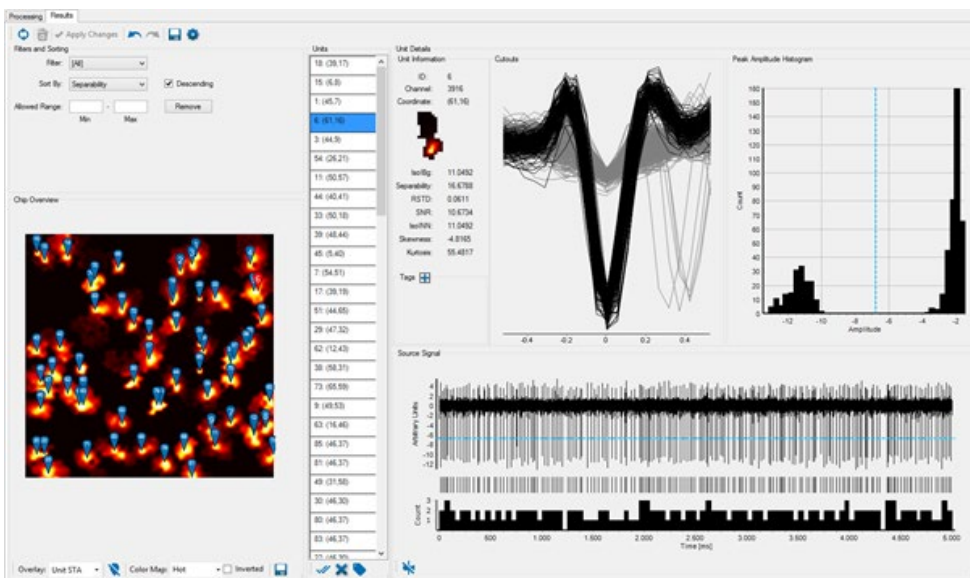 Processing Results
Apply Changes
Filters and Sorting
Filter: [All]
Sort By: Separability Descending
Allowed Range: - Remove
Min Max
Chip Overview
Overlay: Unit STA Color Map: Hot Inverted
Units
18: (39,17)
15: (6,8)
1: (45,7)
6: (61,16)
3: (44,9)
54: (26,21)
11: (50,57)
44: (40,41)
33: (50,18)
39: (48,44)
45: (5,40)
7: (54,51)
17: (39,19)
51: (44,65)
29: (47,32)
62: (12,43)
38: (58,31)
73: (65,59)
9: (49,53)
63: (16,46)
85: (46,37)
81: (46,37)
49: (31,58)
30: (46,30)
80: (46,37)
83: (46,37)
77: (46,30)
Unit Details
Unit Information
ID: 6
Channel: 3916
Coordinate: (61,16)
IsoIBg: 11.0492
Separability: 16.6788
RSTD: 0.0611
SNR: 10.6734
IsoINN: 11.0492
Skewness: -4.8165
Kurtosis: 55.4817
Tags
Cutouts
-0.4 -0.2 0 0.2 0.4
Peak Amplitude Histogram
160
150
140
130
120
110
100
90
80
70
60
50
40
30
20
10
0
Count
-12 -10 -8 -6 -4 -2
Amplitude
Source Signal
Arbitrary Units
4
2
0
-2
-4
-6
-8
-10
-12
Count
3
2
1
0 500 1.000 1.500 2.000 2.500 3.000 3.500 4.000 4.500 5.000
Time [ms]